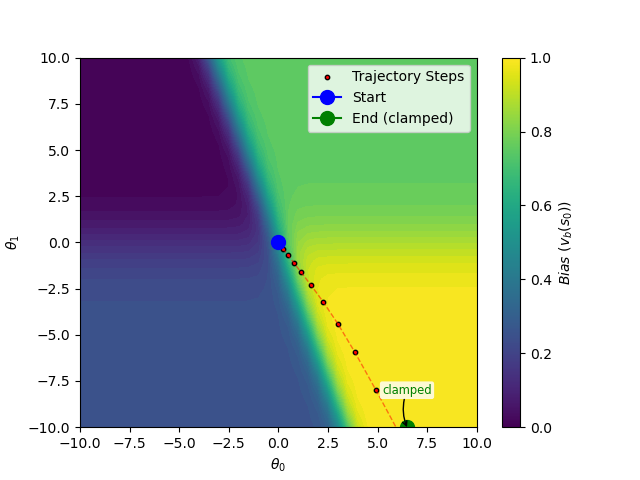 10.0
7.5
5.0
2.5
0.0
−2.5
−5.0
−7.5
−10.0
θ1
Trajectory Steps
Start
End (clamped)
clamped
−10.0 −7.5 −5.0 −2.5 0.0 2.5 5.0 7.5 10.0
θ0
1.0
0.8
0.6
0.4
0.2
0.0
Bias (vb(s0))